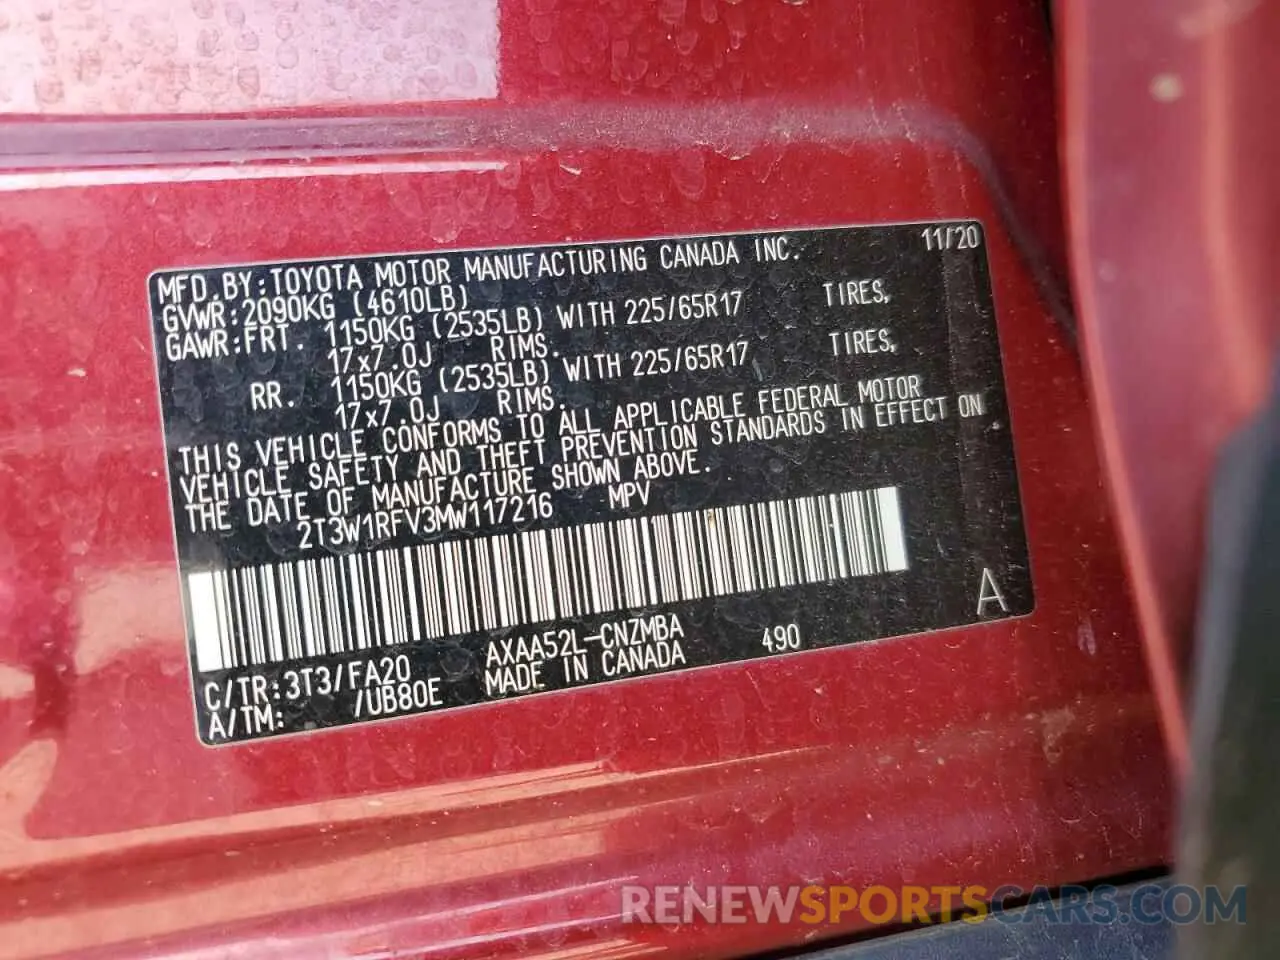 MFD.BY:TOYOTA MOTOR MANUFACTURING CANADA INC. 11/20
GVWR:2090KG (4610LB)
GAWR:FRT. 1150KG (2535LB) WITH 225/65R17 TIRES,
17x7.0J RIMS.
RR. 1150KG (2535LB) WITH 225/65R17 TIRES,
17x7.0J RIMS.
THIS VEHICLE CONFORMS TO ALL APPLICABLE FEDERAL MOTOR
VEHICLE SAFETY AND THEFT PREVENTION STANDARDS IN EFFECT ON
THE DATE OF MANUFACTURE SHOWN ABOVE.
2T3W1RFV3MW117216 MPV
A
C/TR:3T3/FA20 AXAA52L-CNZMBA 490
A/TM: /UB80E MADE IN CANADA
RENEWSPORTSCARS.COM